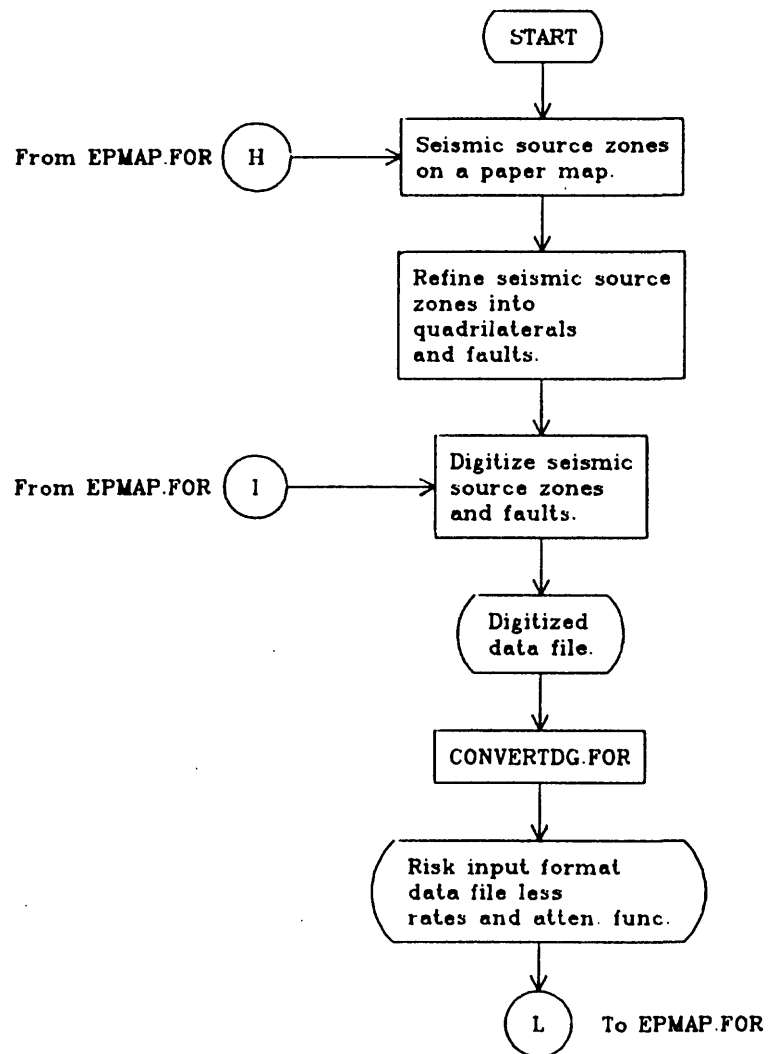 START
From EPMAP.FOR
H
Seismic source zones
on a paper map.
Refine seismic source
zones into
quadrilaterals
and faults.
From EPMAP.FOR
I
Digitize seismic
source zones
and faults.
Digitized
data file.
CONVERTDG.FOR
Risk input format
data file less
rates and atten. func.
L
To EPMAP.FOR